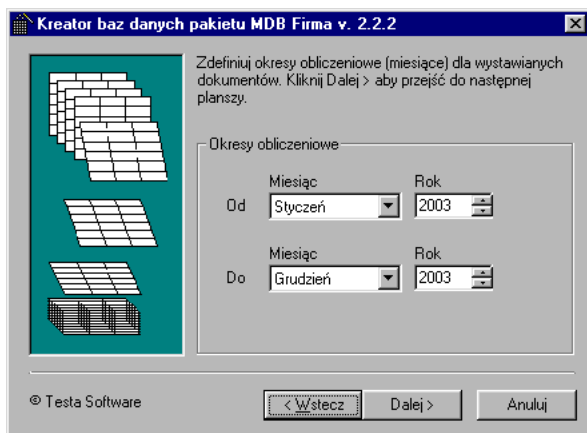 Kreator baz danych pakietu MDB Firma v. 2.2.2
Zdefiniuj okresy obliczeniowe (miesiące) dla wystawianych
dokumentów. Kliknij Dalej > aby przejść do następnej
planszy.
Okresy obliczeniowe
Miesiąc Rok
Od Styczeń 2003
Miesiąc Rok
Do Grudzień 2003
© Testa Software < Wstecz Dalej > Anuluj